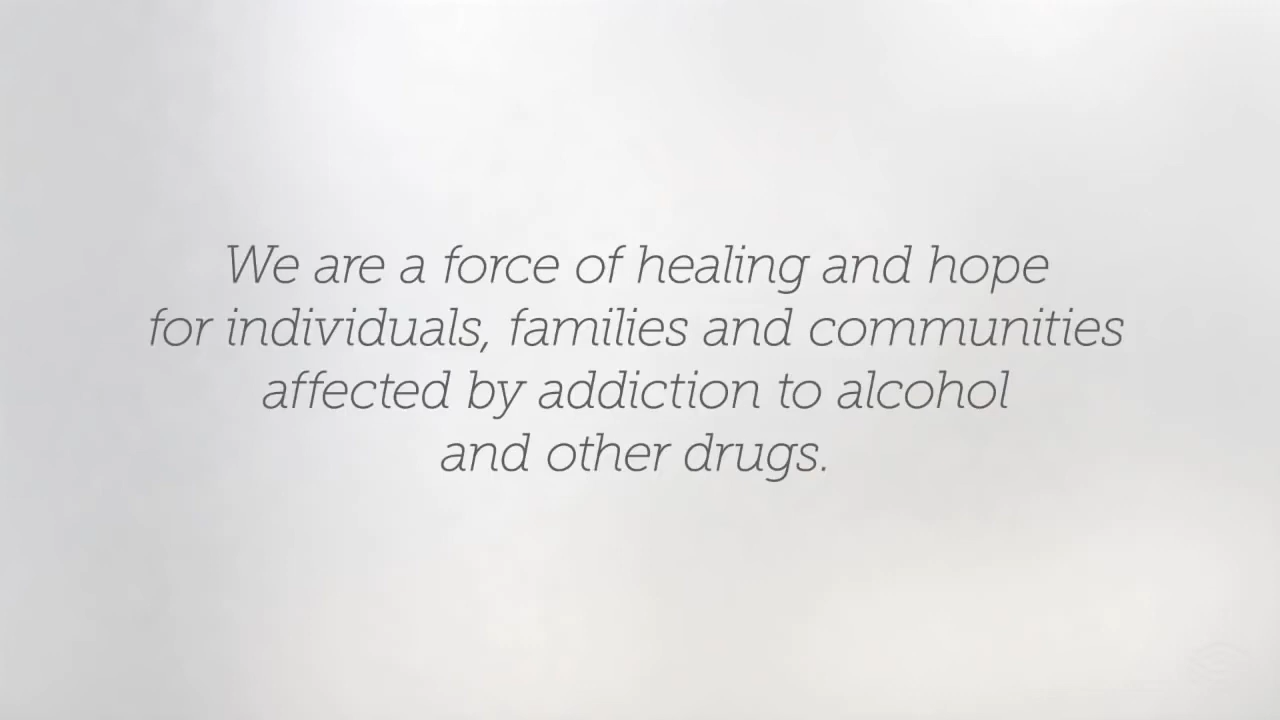 We are a force of healing and hope
for individuals, families and communities
affected by addiction to alcohol
and other drugs.